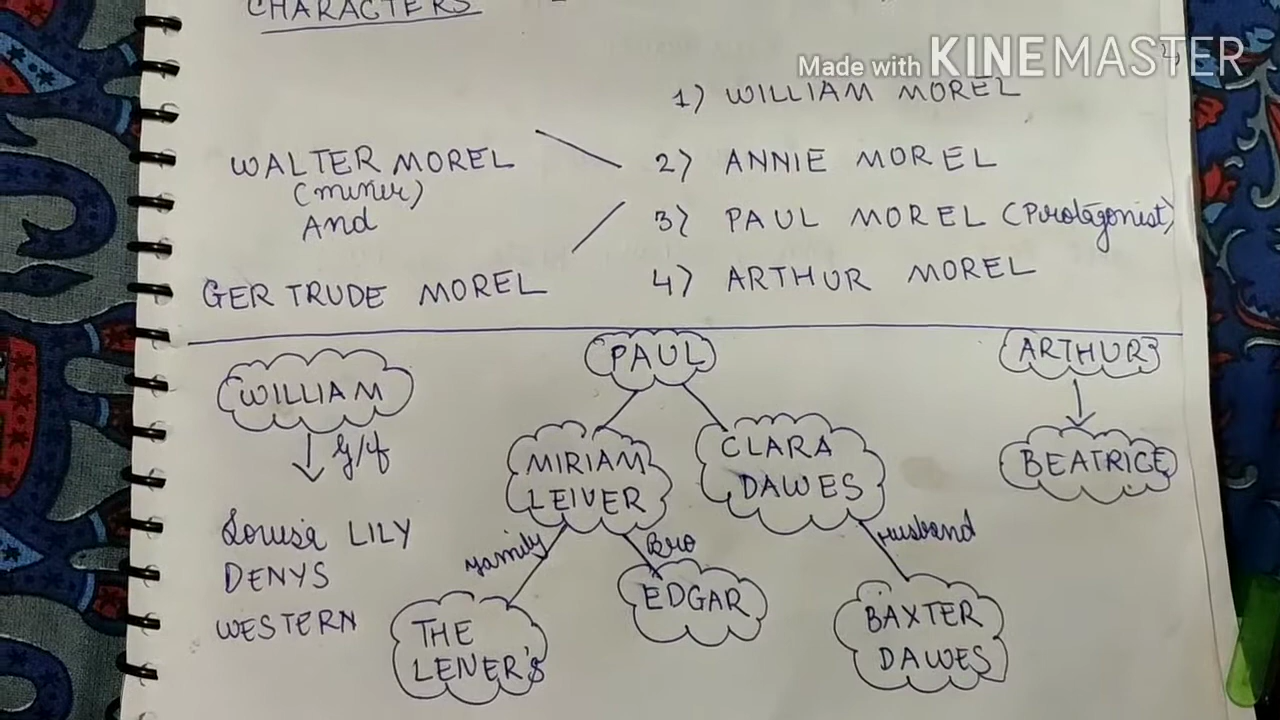 CHARACTERS
Made with KINEMASTER
1) WILLIAM MOREL
WALTER MOREL
(miner)
And
GERTRUDE MOREL
2) ANNIE MOREL
3) PAUL MOREL (Protagonist)
4) ARTHUR MOREL
WILLIAM
g/f
Louisa LILY
DENYS
WESTERN
PAUL
MIRIAM
LEIVER
CLARA
DAWES
family
Bro
Husband
THE
LEIVER'S
EDGAR
BAXTER
DAWES
ARTHUR
BEATRICE